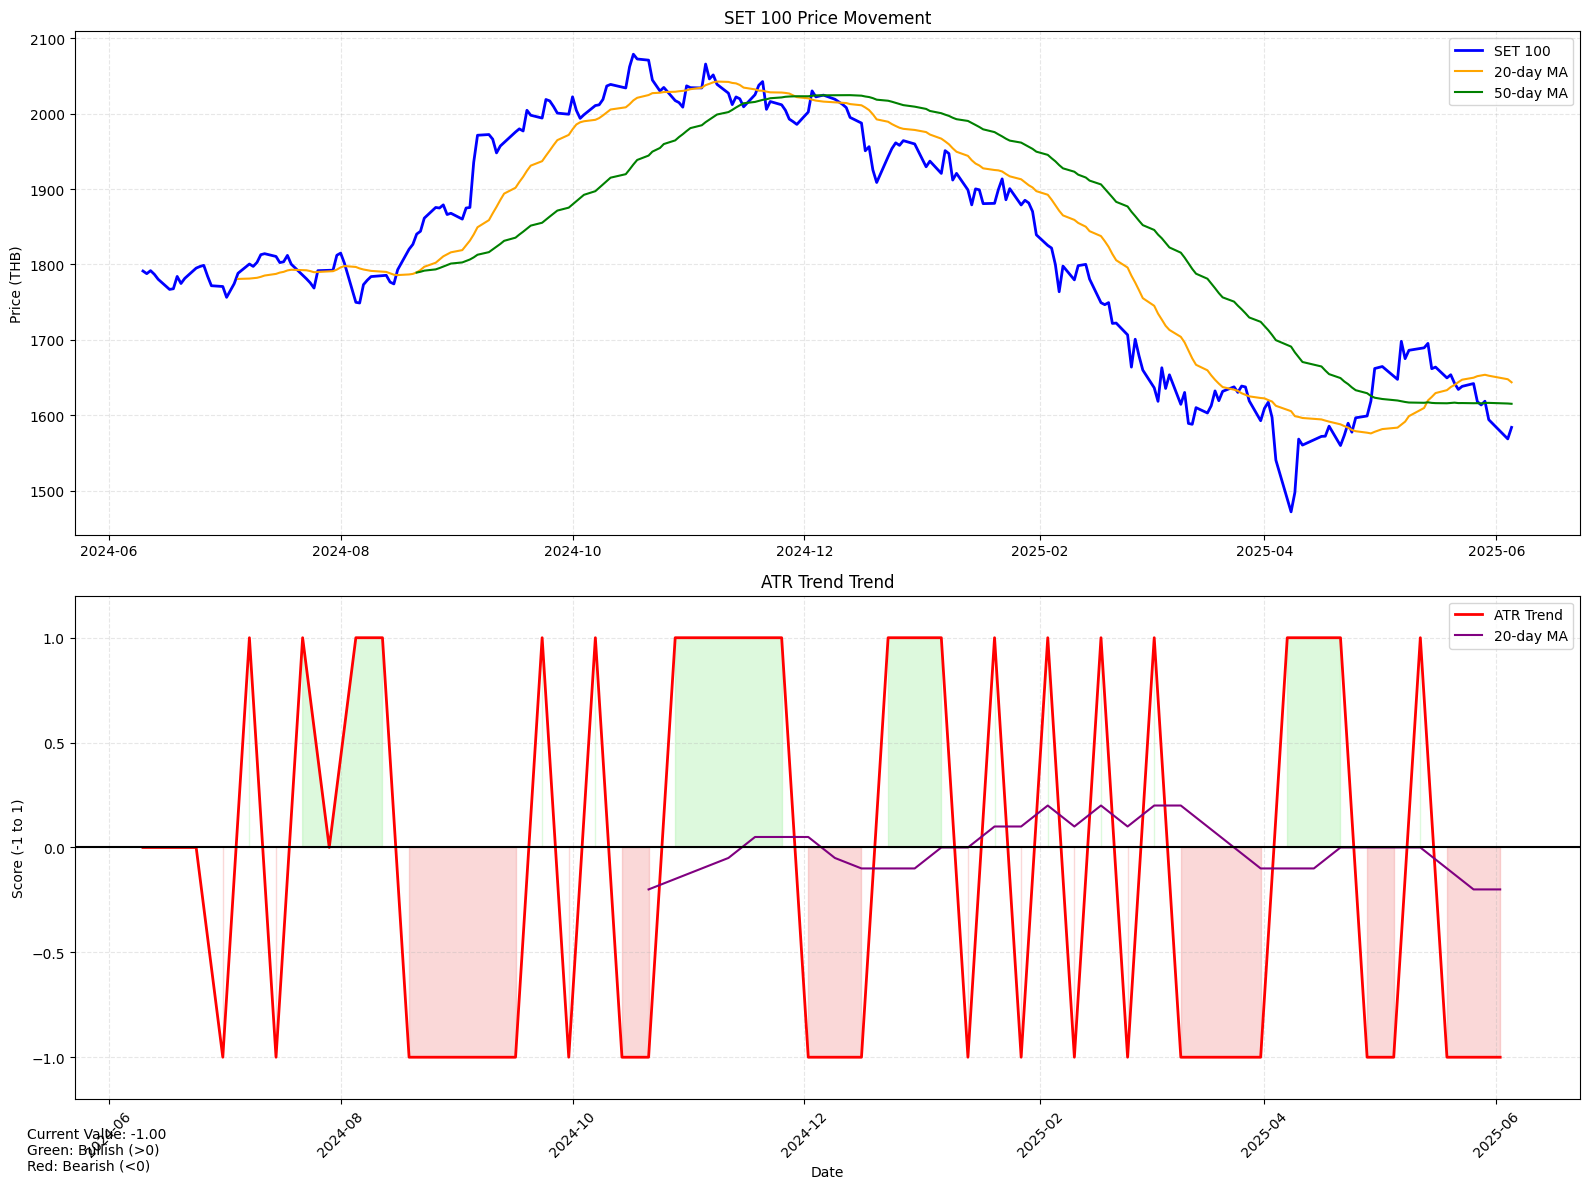 SET 100 Price Movement
2100
2000
1900
1800
1700
1600
1500
Price (THB)
SET 100
20-day MA
50-day MA
2024-06
2024-08
2024-10
2024-12
2025-02
2025-04
2025-06
ATR Trend Trend
1.0
0.5
0.0
−0.5
−1.0
Score (-1 to 1)
ATR Trend
20-day MA
2024-06
2024-08
2024-10
2024-12
2025-02
2025-04
2025-06
Date
Current Value: -1.00
Green: Bullish (>0)
Red: Bearish (<0)